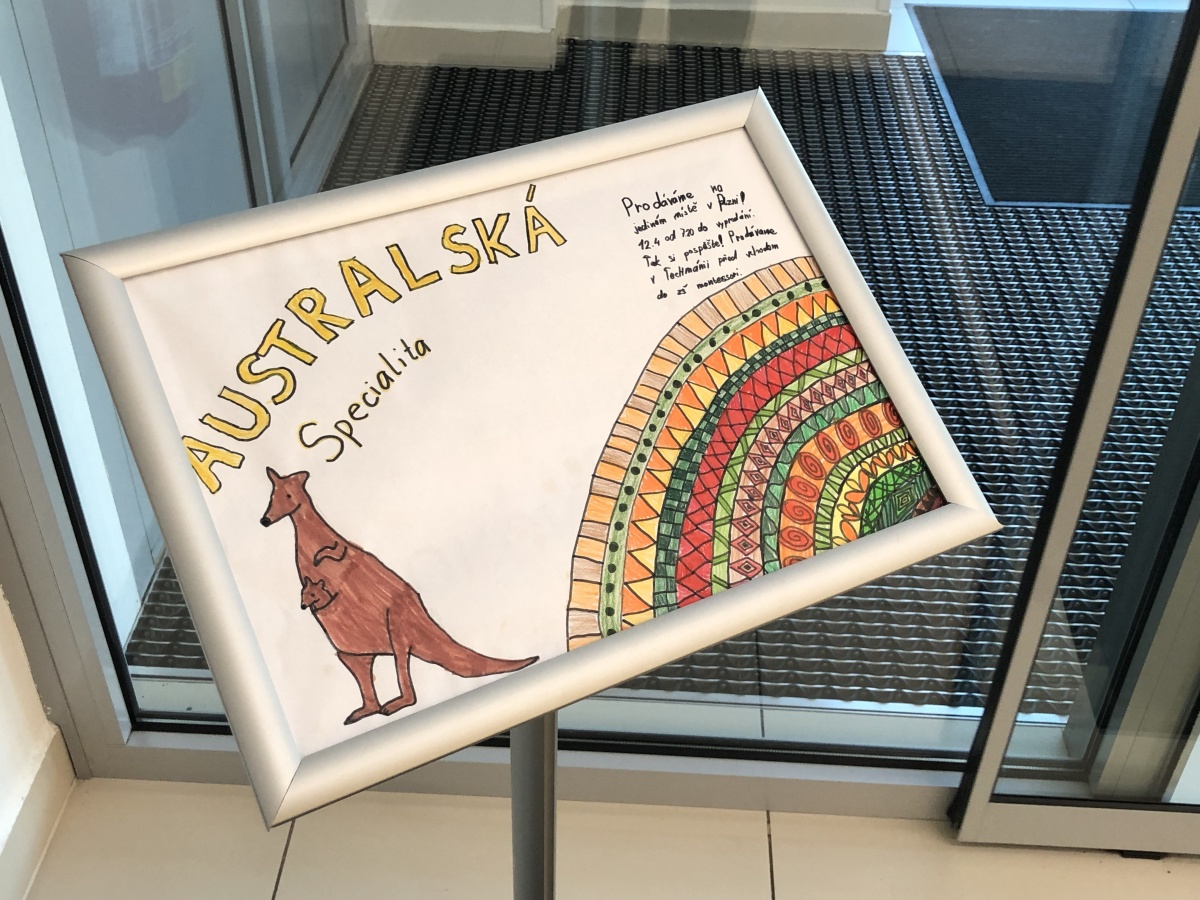 AUSTRALSKÁ
Specialita
Prodáváme na
jediném místě v Plzni!
12.4 od 7:20 do vyprodání.
Tak si pospěšte! Prodáváme
v Techmánii před vchodem
do zš montessori.